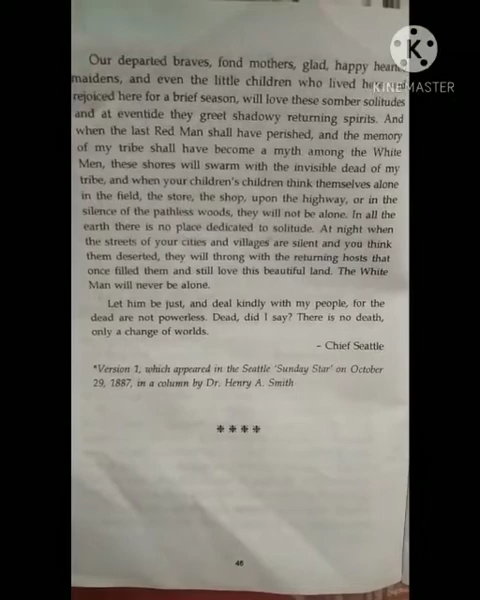 K
KINEMASTER
Our departed braves, fond mothers, glad, happy
maidens, and even the little children who lived
rejoiced here for a brief season, will love these somber solitudes
and at eventide they greet shadowy returning spirits. And
when the last Red Man shall have perished, and the memory
of my tribe shall have become a myth among the White
Men, these shores will swarm with the invisible dead of my
tribe, and when your children's children think themselves alone
in the field, the store, the shop, upon the highway, or in the
silence of the pathless woods, they will not be alone. In all the
earth there is no place dedicated to solitude. At night when
the streets of your cities and villages are silent and you think
them deserted, they will throng with the returning hosts that
once filled them and still love this beautiful land. The White
Man will never be alone.
Let him be just, and deal kindly with my people, for the
dead are not powerless. Dead, did I say? There is no death,
only a change of worlds.
– Chief Seattle
*Version 1, which appeared in the Seattle 'Sunday Star' on October
29, 1887, in a column by Dr. Henry A. Smith
46